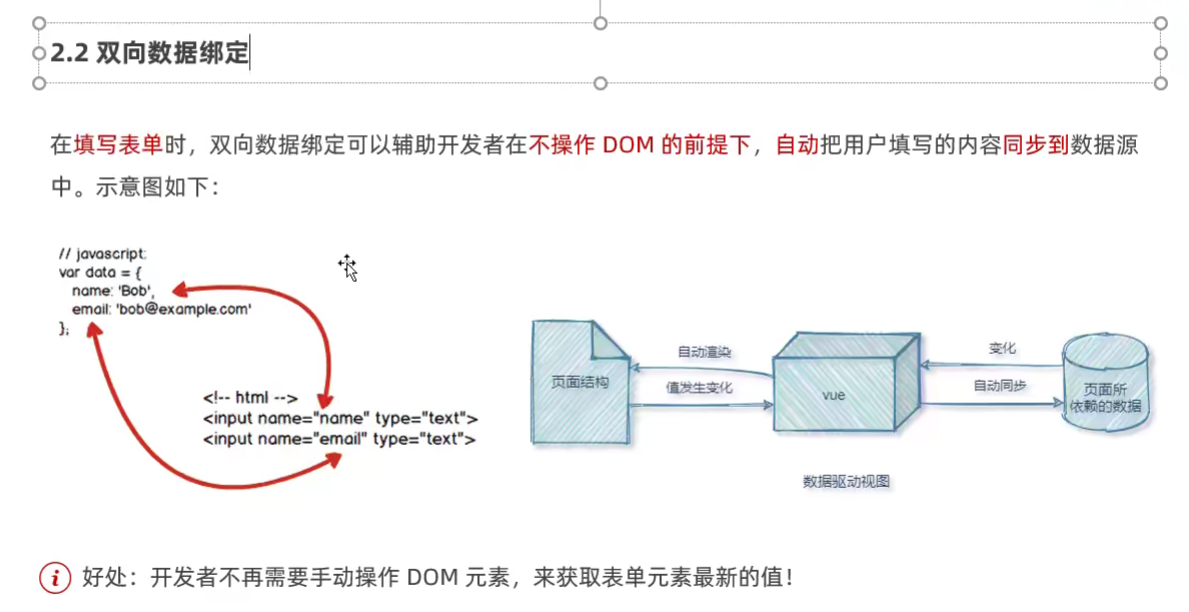 2.2 双向数据绑定
在填写表单时，双向数据绑定可以辅助开发者在不操作 DOM 的前提下，自动把用户填写的内容同步到数据源
中。示意图如下：
// javascript:
var data = {
name: 'Bob',
email: 'bob@example.com'
};
<!-- html -->
<input name="name" type="text">
<input name="email" type="text">
页面结构
自动渲染
值发生变化
vue
变化
自动同步
页面所
依赖的数据
数据驱动视图
i 好处：开发者不再需要手动操作 DOM 元素，来获取表单元素最新的值！